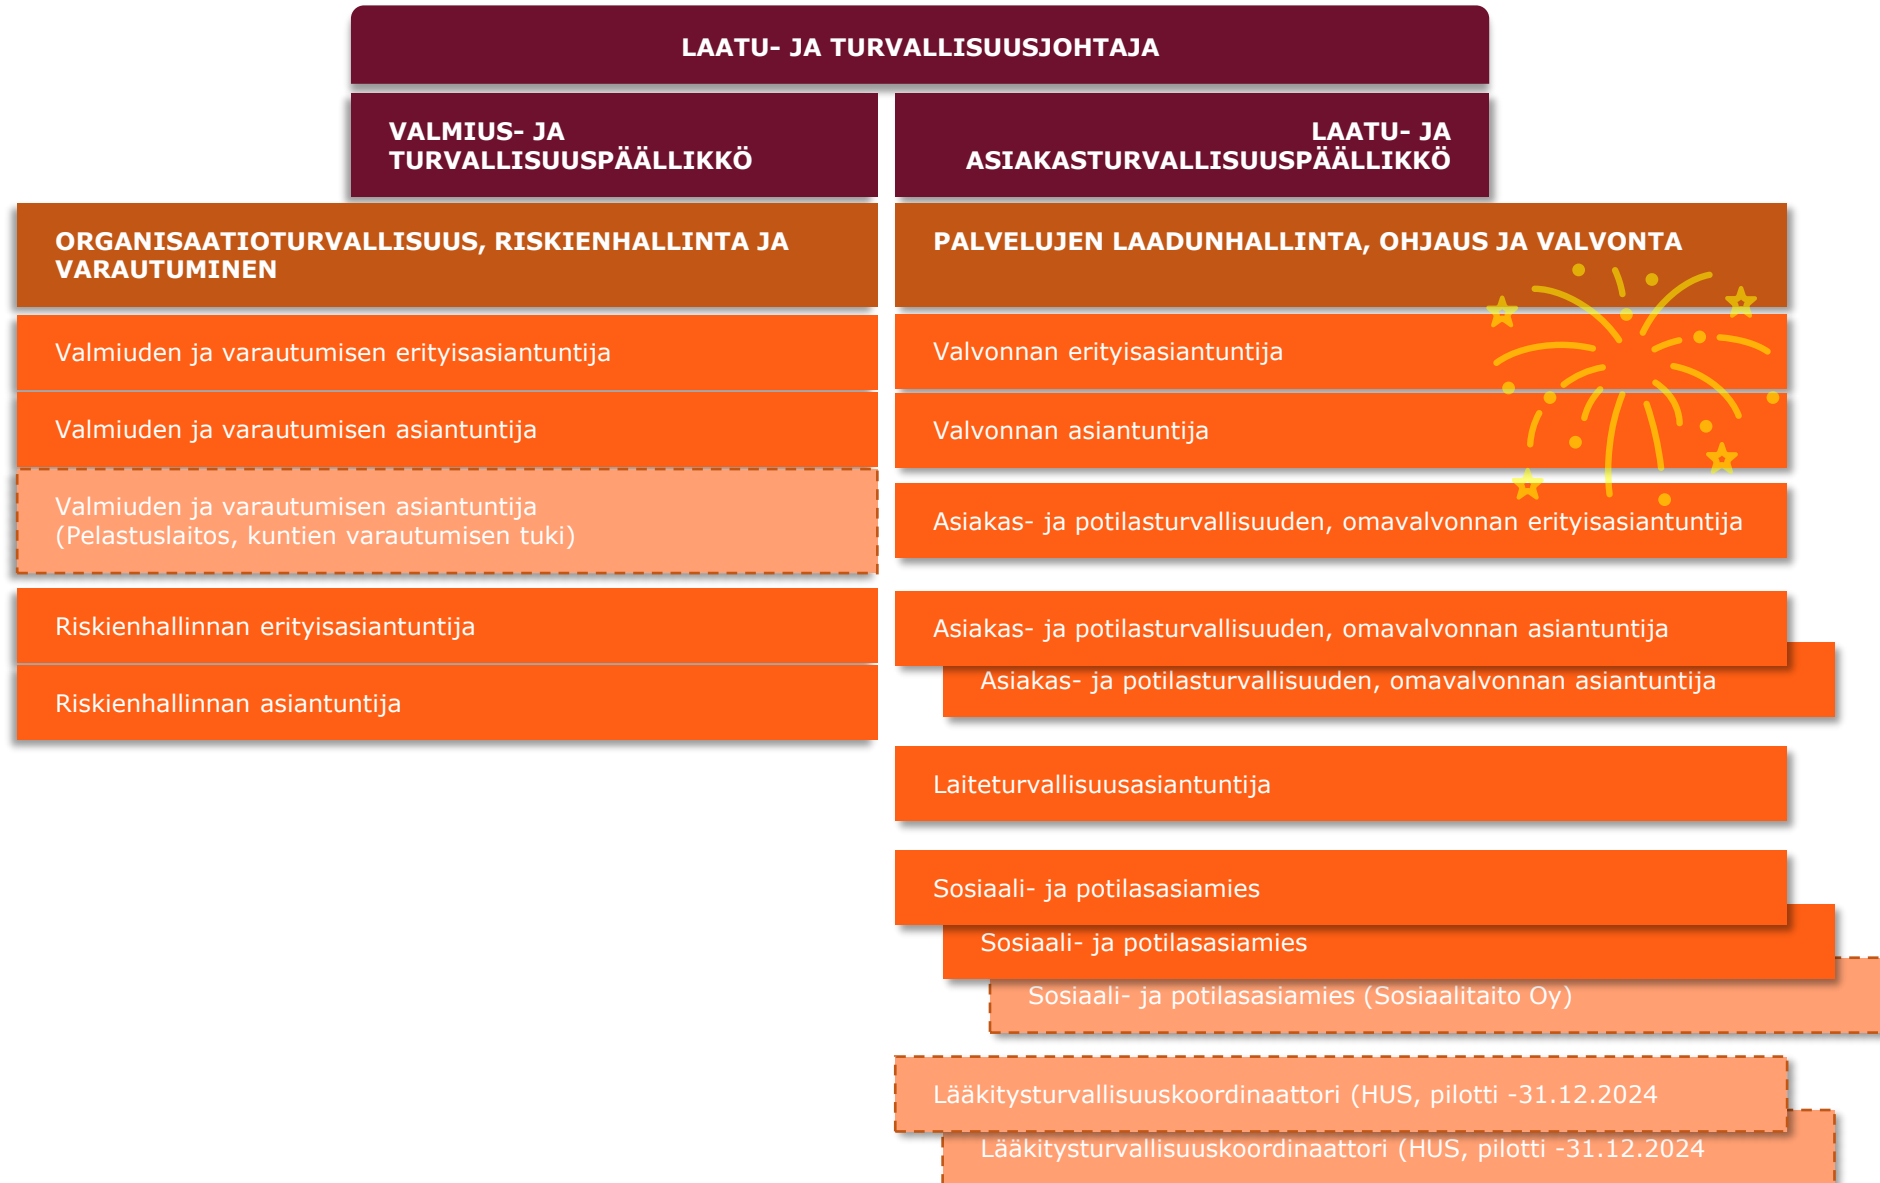 LAATU- JA TURVALLISUUSJOHTAJA
VALMIUS- JA
TURVALLISUUSPÄÄLLIKKÖ
LAATU- JA
ASIAKASTURVALLISUUSPÄÄLLIKKÖ
ORGANISAATIOTURVALLISUUS, RISKIENHALLINTA JA
VARAUTUMINEN
Valmiuden ja varautumisen erityisasiantuntija
Valmiuden ja varautumisen asiantuntija
Valmiuden ja varautumisen asiantuntija
(Pelastuslaitos, kuntien varautumisen tuki)
Riskienhallinnan erityisasiantuntija
Riskienhallinnan asiantuntija
PALVELUJEN LAADUNHALLINTA, OHJAUS JA VALVONTA
Valvonnan erityisasiantuntija
Valvonnan asiantuntija
Asiakas- ja potilasturvallisuuden, omavalvonnan erityisasiantuntija
Asiakas- ja potilasturvallisuuden, omavalvonnan asiantuntija
Asiakas- ja potilasturvallisuuden, omavalvonnan asiantuntija
Laiteturvallisuusasiantuntija
Sosiaali- ja potilasasiamies
Sosiaali- ja potilasasiamies
Sosiaali- ja potilasasiamies (Sosiaalitaito Oy)
Lääkitysturvallisuuskoordinaattori (HUS, pilotti -31.12.2024
Lääkitysturvallisuuskoordinaattori (HUS, pilotti -31.12.2024